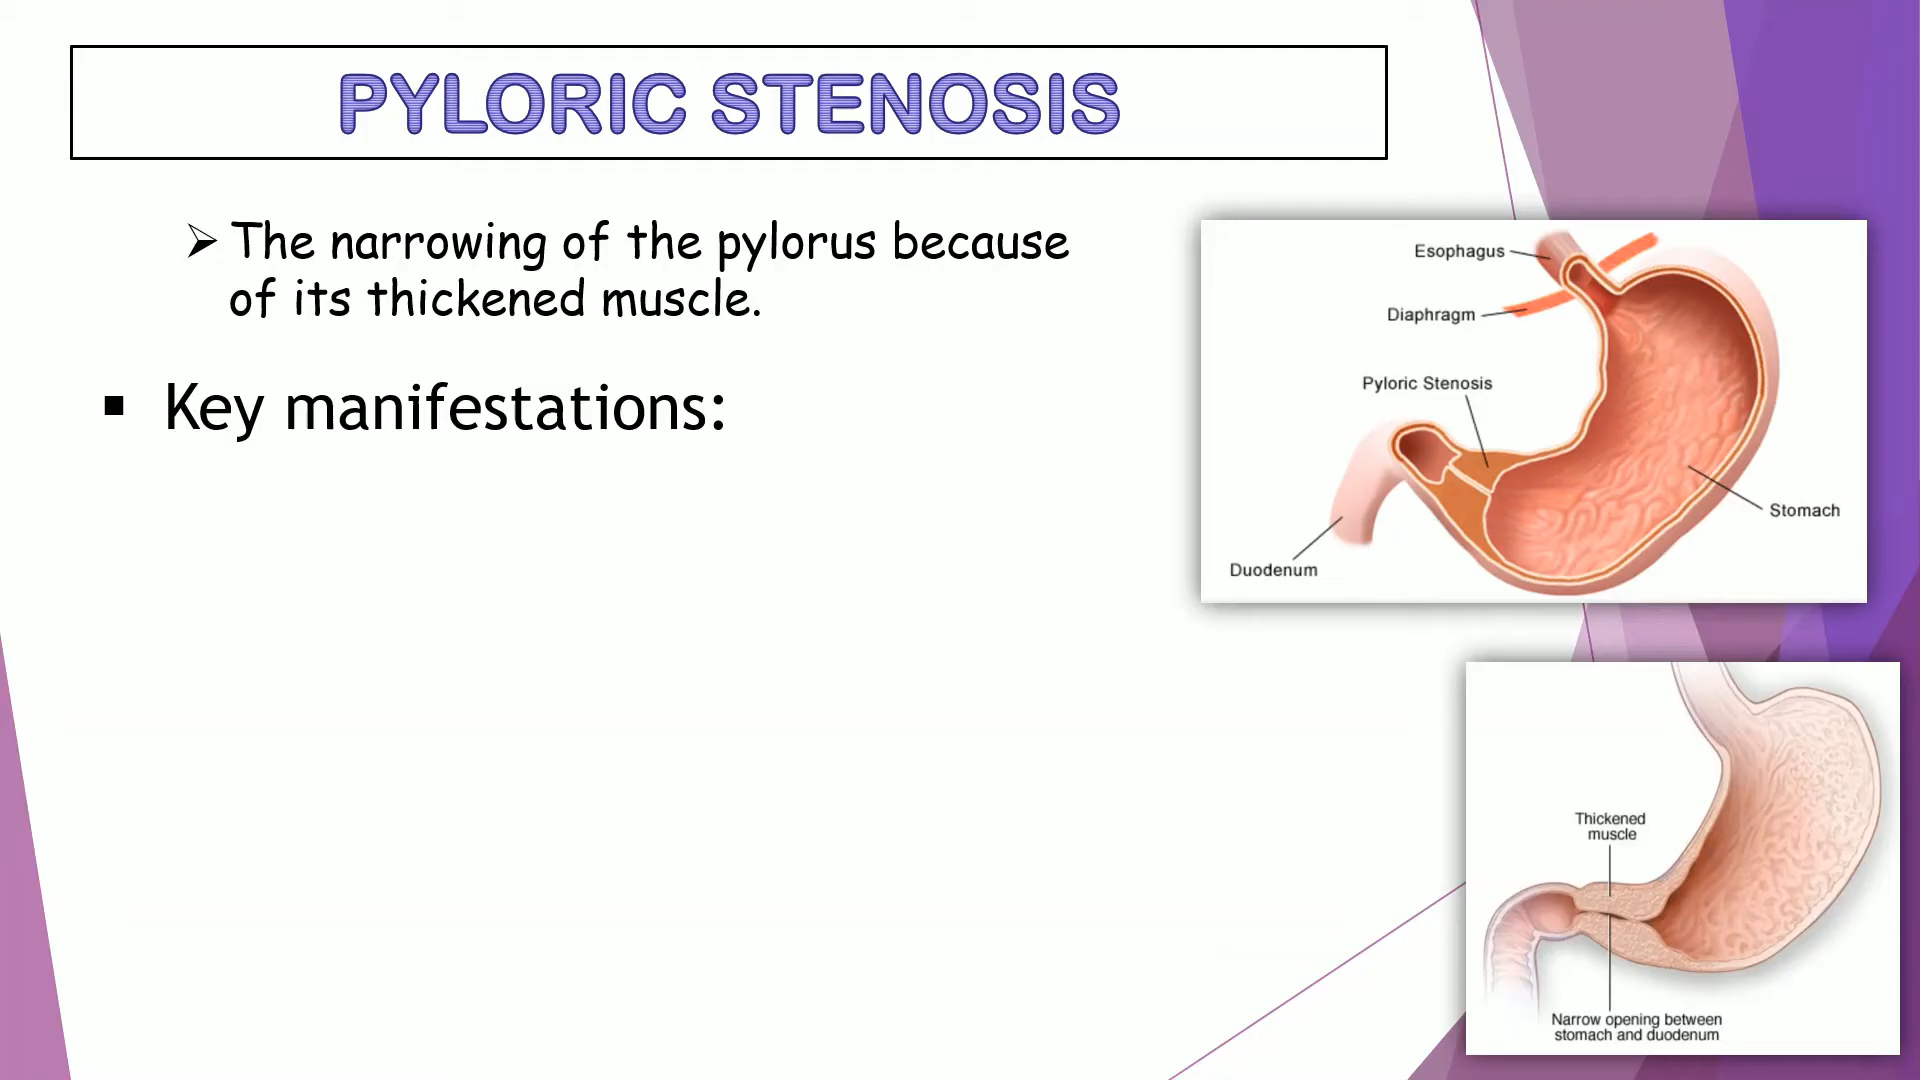 PYLORIC STENOSIS
➢ The narrowing of the pylorus because
of its thickened muscle.
▪ Key manifestations:
Esophagus
Diaphragm
Pyloric Stenosis
Stomach
Duodenum
Thickened
muscle
Narrow opening between
stomach and duodenum